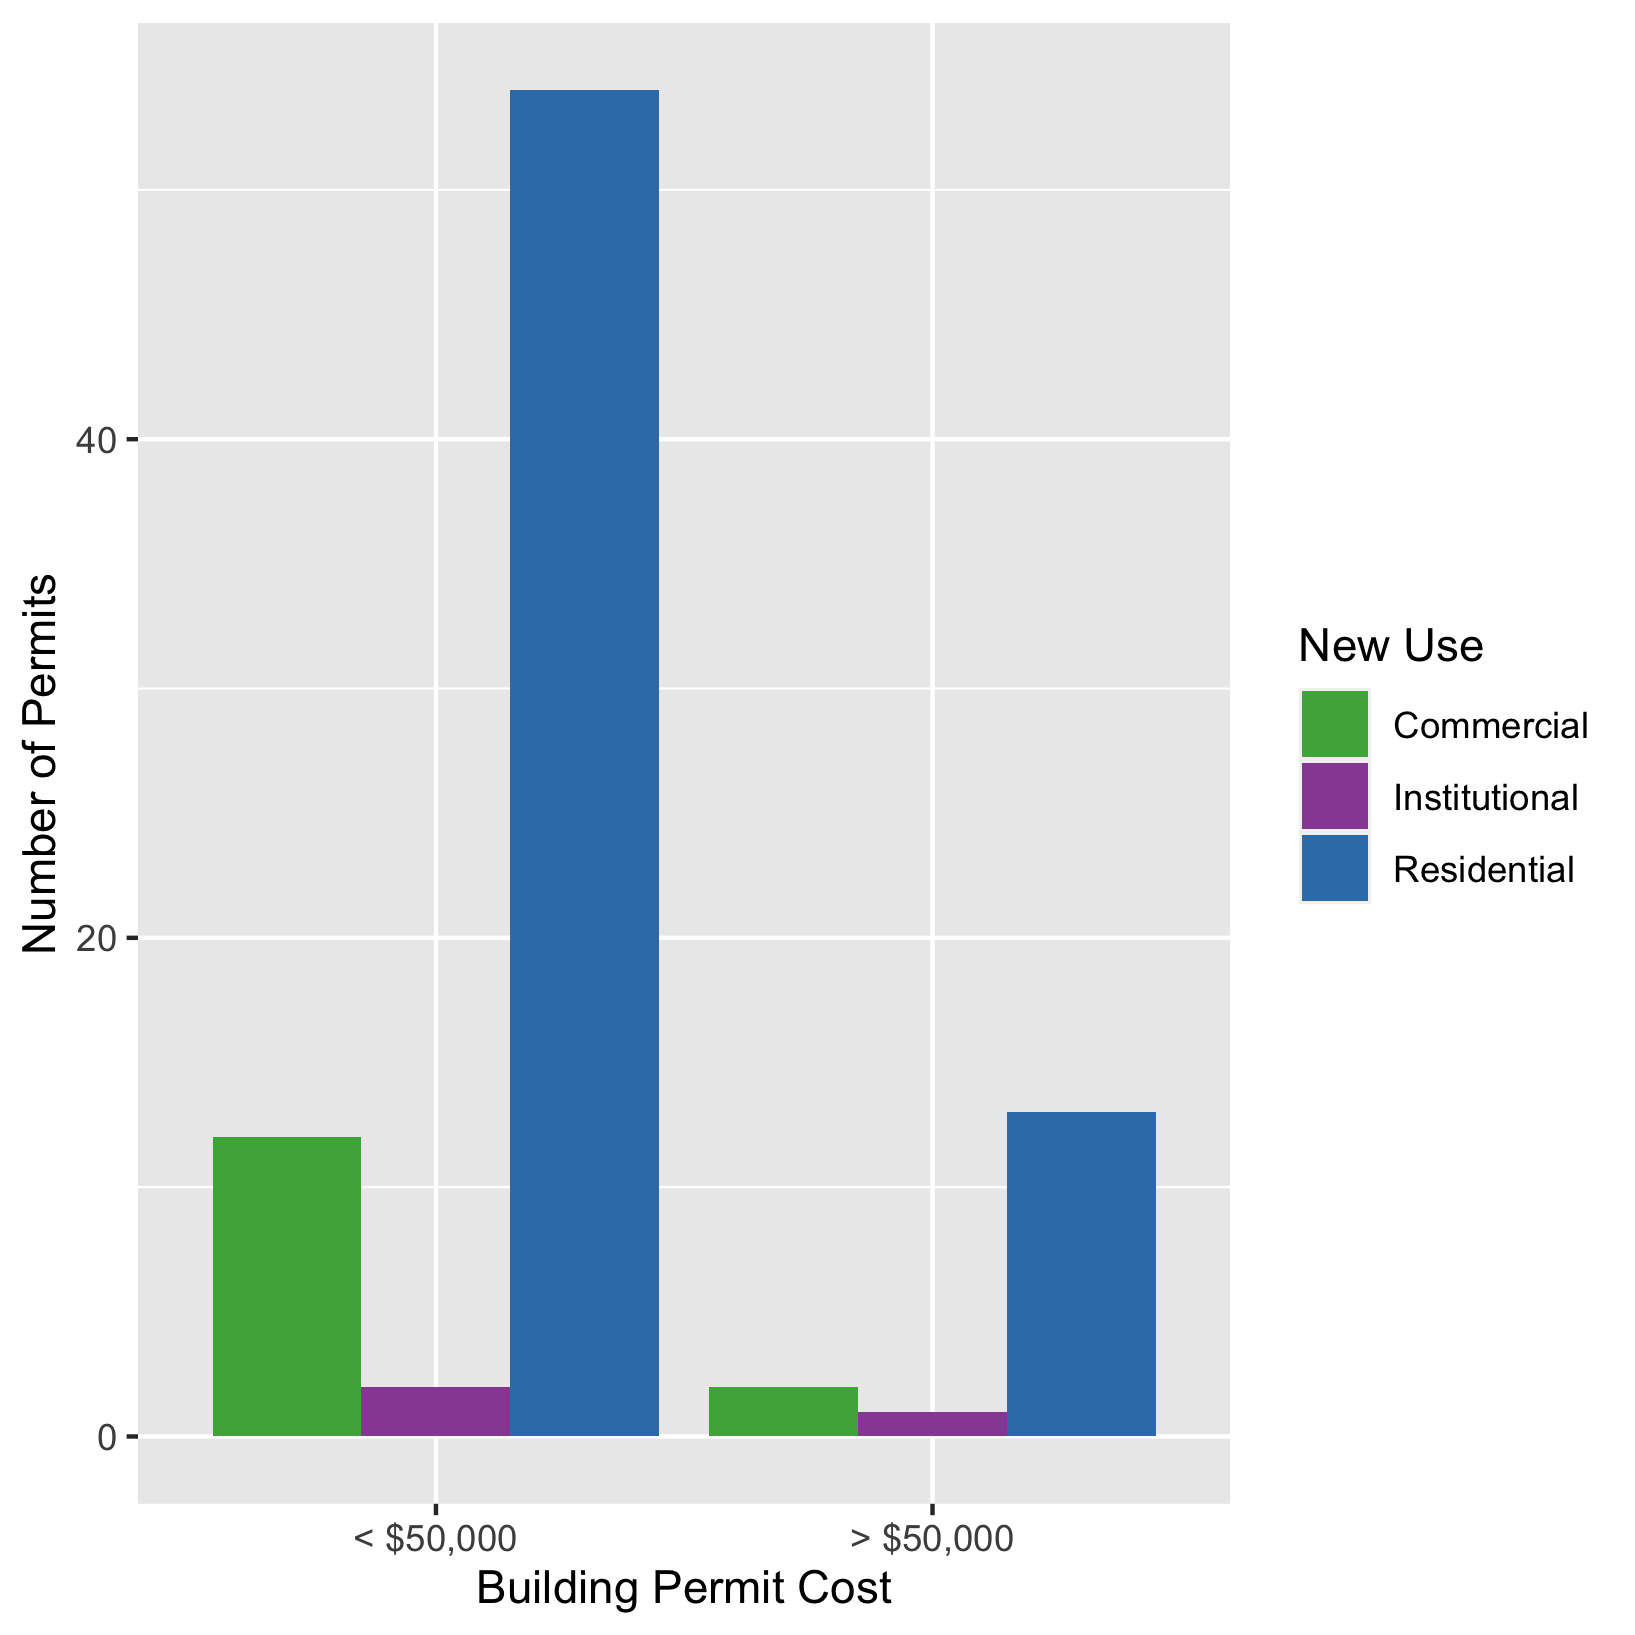 Number of Permits
40
20
0
< $50,000
> $50,000
Building Permit Cost
New Use
Commercial
Institutional
Residential